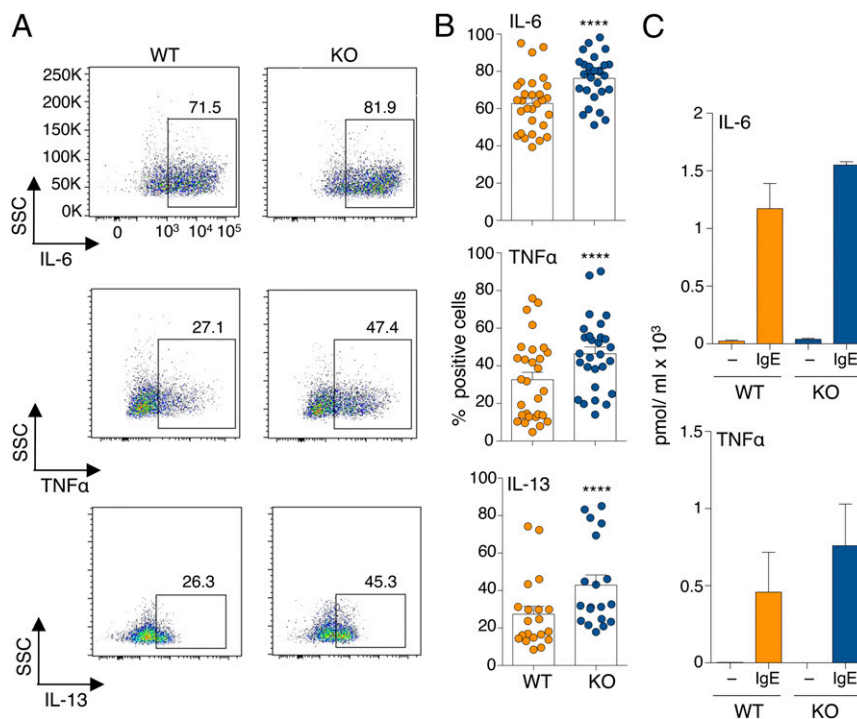 A
WT KO
250K
200K
150K
100K
50K
0K
SSC
71.5
81.9
0 10³ 10⁴ 10⁵
IL-6
SSC
27.1
47.4
TNFα
SSC
26.3
45.3
IL-13
B
IL-6 ****
100
80
60
40
20
0
% positive cells
TNFα ****
100
80
60
40
20
0
IL-13 ****
100
80
60
40
20
0
WT KO
C
2
IL-6
1.5
1
0.5
0
– IgE – IgE
WT KO
pmol/ ml x 10³
1.5
TNFα
1
0.5
0
– IgE – IgE
WT KO